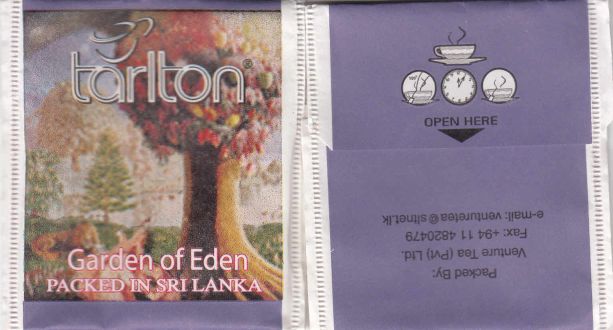 tarlton®
Garden of Eden
PACKED IN SRI LANKA
100°
OPEN HERE
Packed By:
Venture Tea (Pvt) Ltd.
Fax: +94 11 4820479
e-mail: venturetea@sltnet.lk